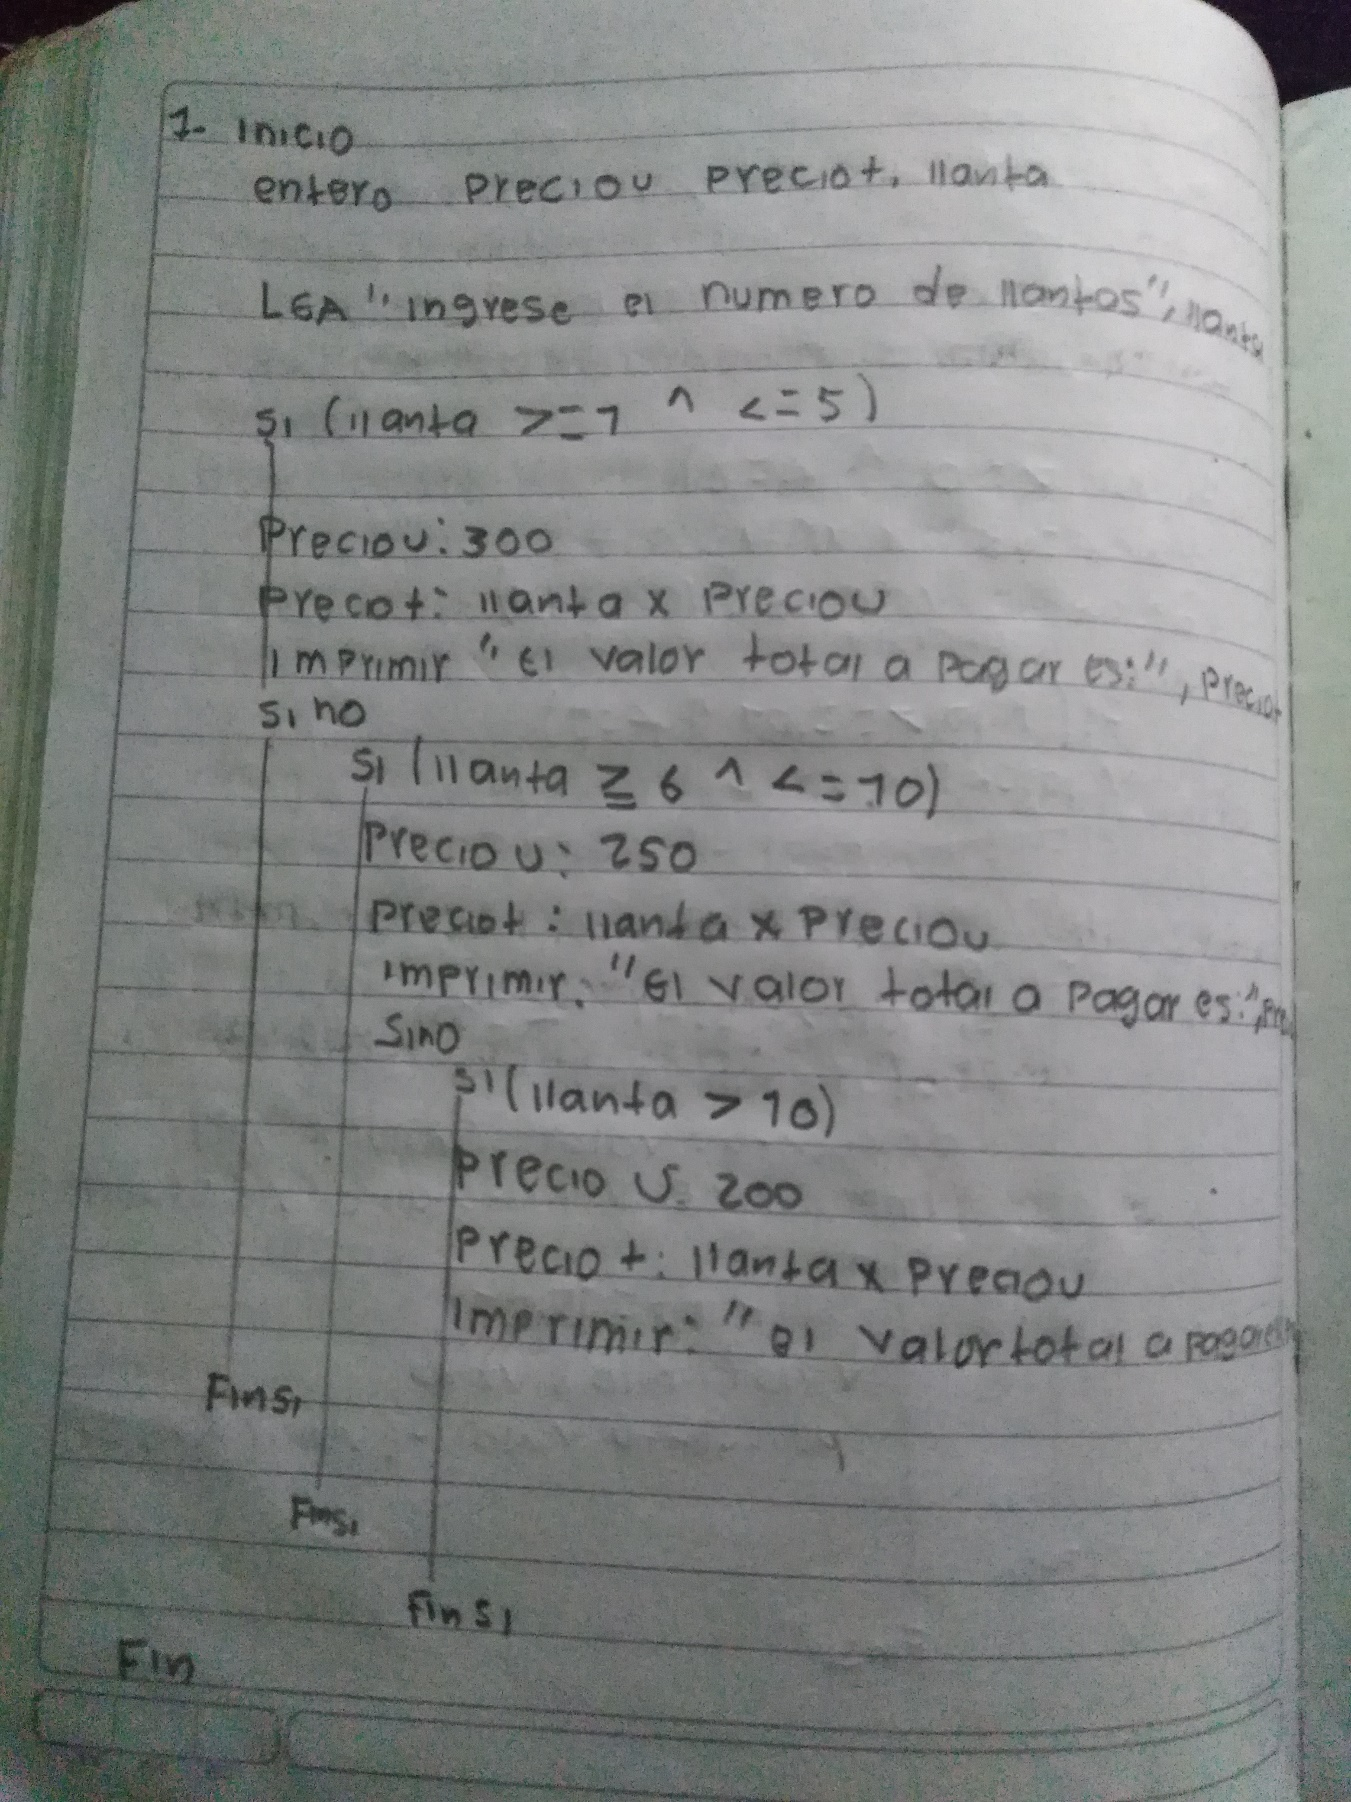 1- Inicio
entero preciou preciot, llanta
LEA "ingrese el numero de llantas", llanta
si (llanta >=1 ^ <=5)
Preciou: 300
Precot: llanta x preciou
Imprimir "El valor total a pagar es:", preciot
sino
si (llanta ≥ 6 ^ <=10)
Precio u: 250
preciot: llanta x preciou
imprimir: "El valor total a pagar es:", pre
Sino
si (llanta > 10)
precio u: 200
precio t: llanta x preciou
imprimir: "el valor total a pagar
Finsi
Finsi
Fin si
Fin